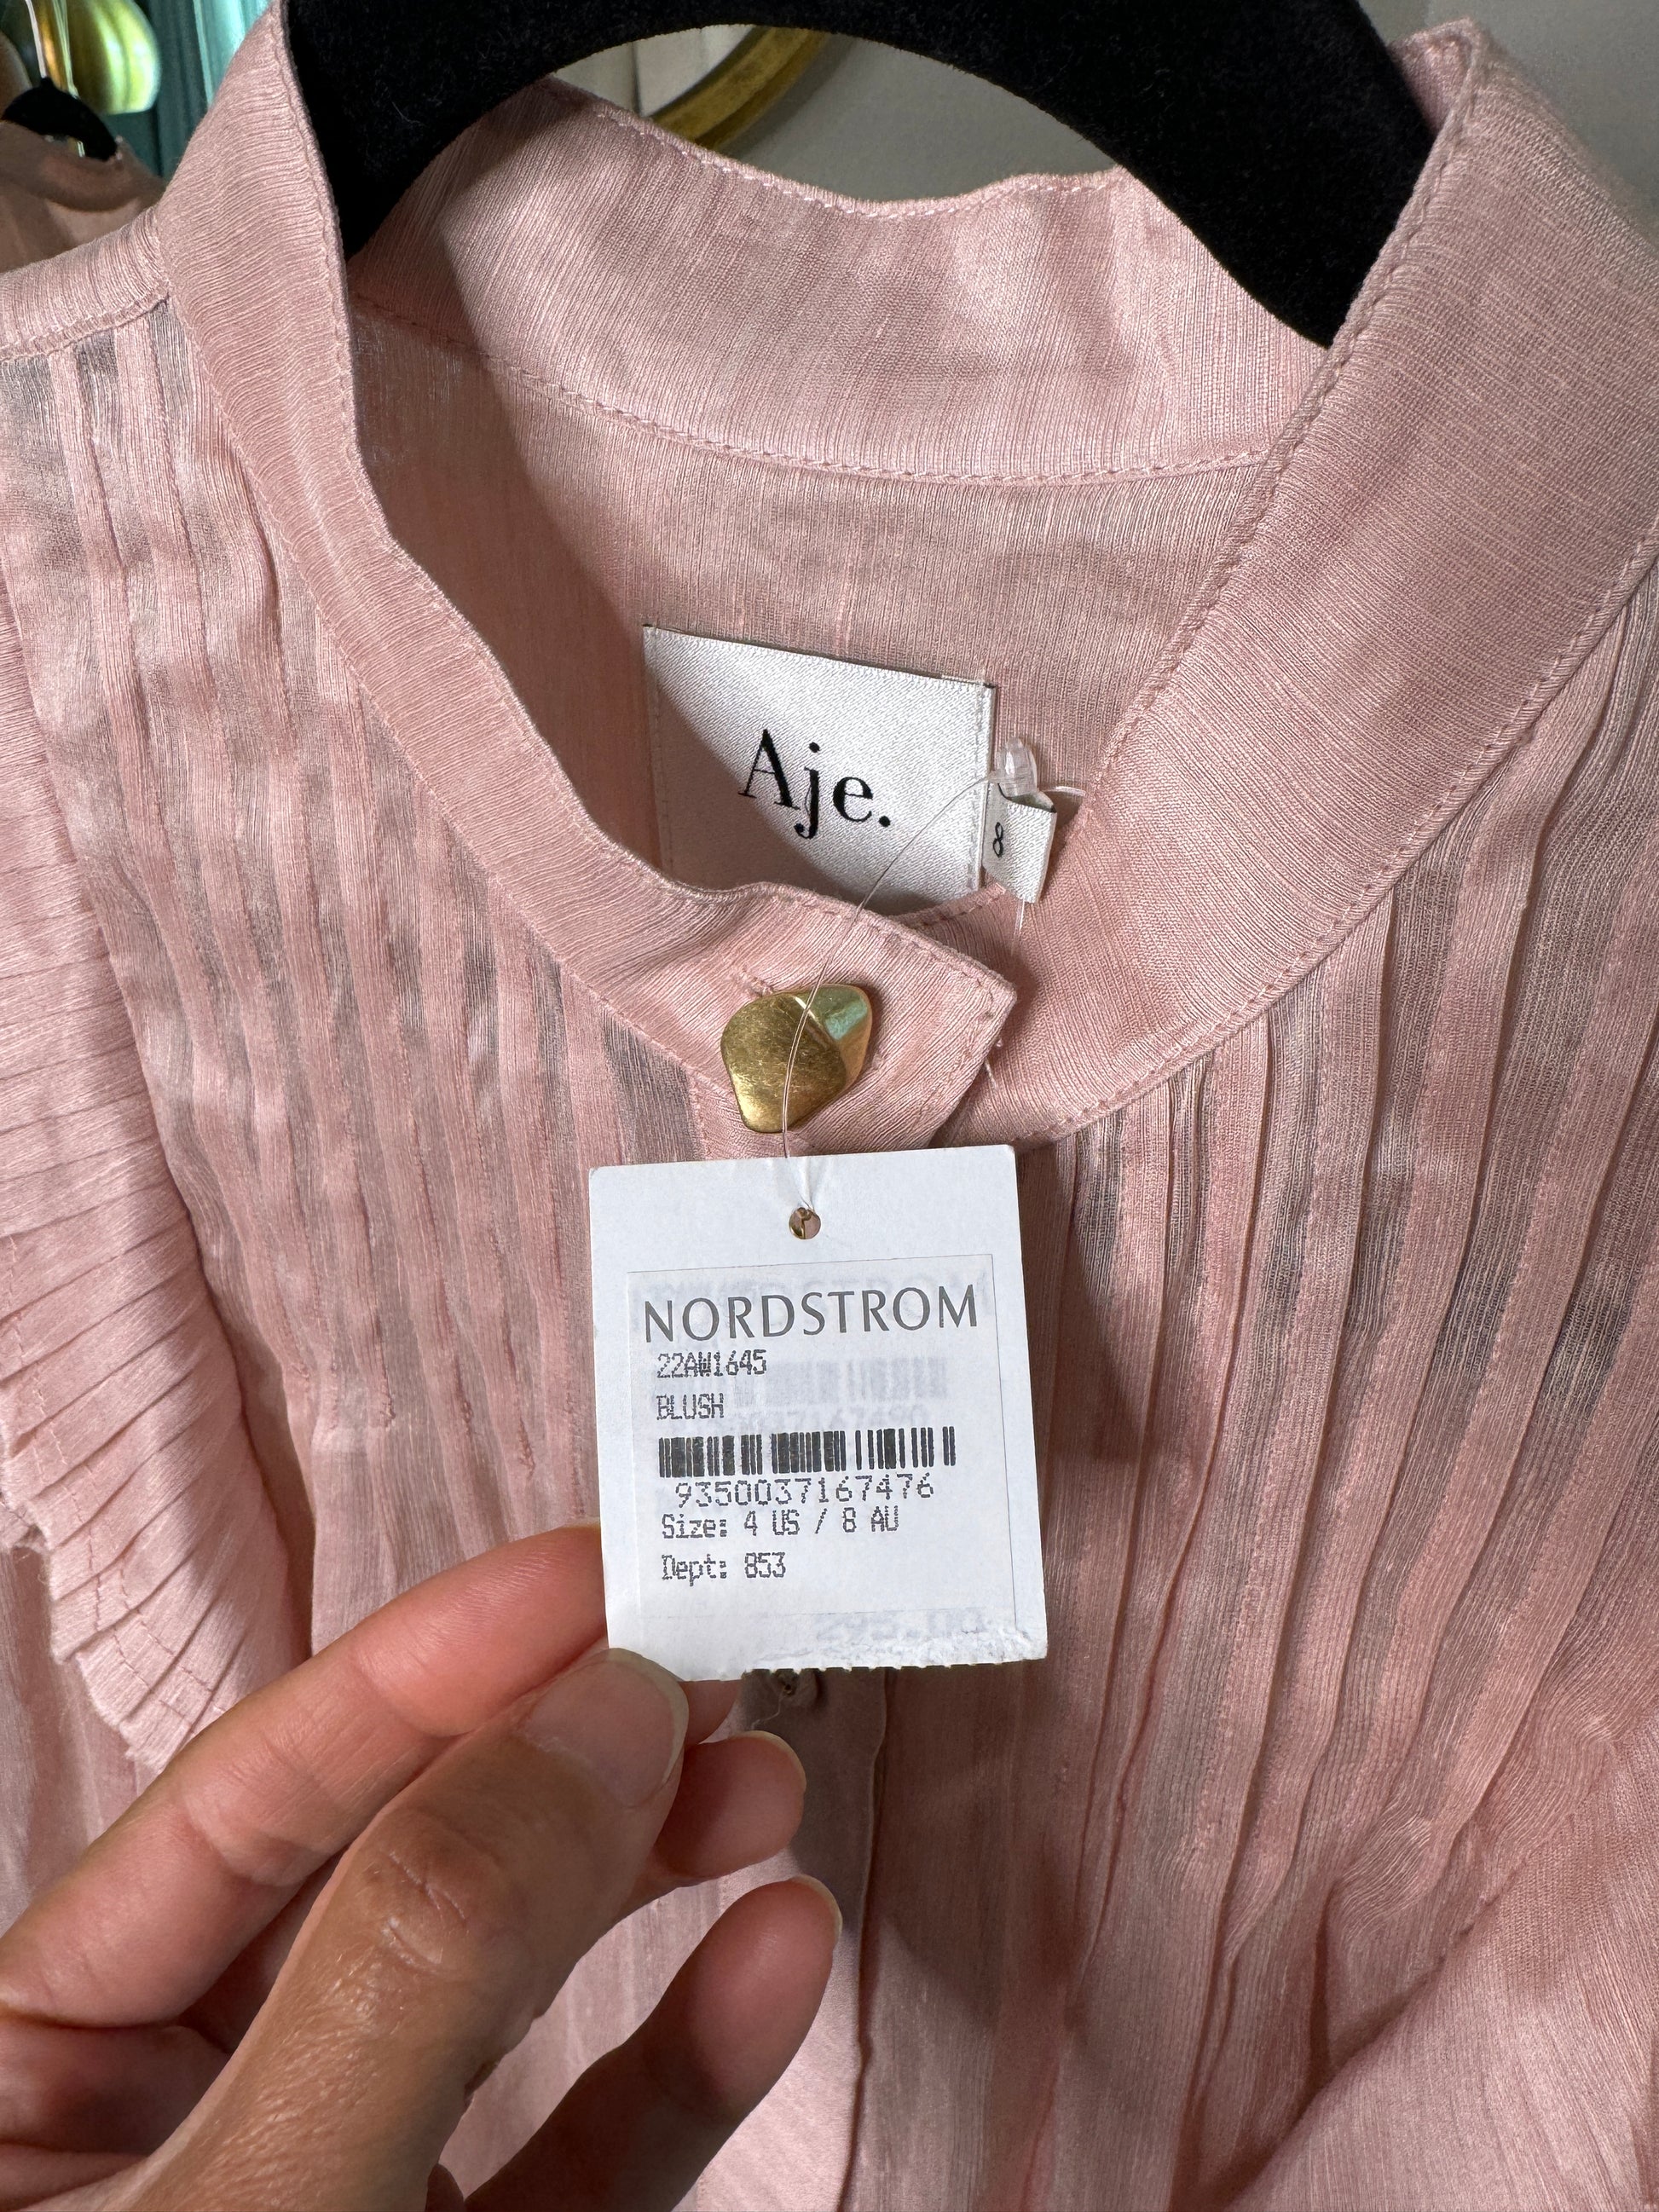 Aje.
8
NORDSTROM
22AW1645
BLUSH
9350037167476
Size: 4 US / 8 AU
Dept: 853